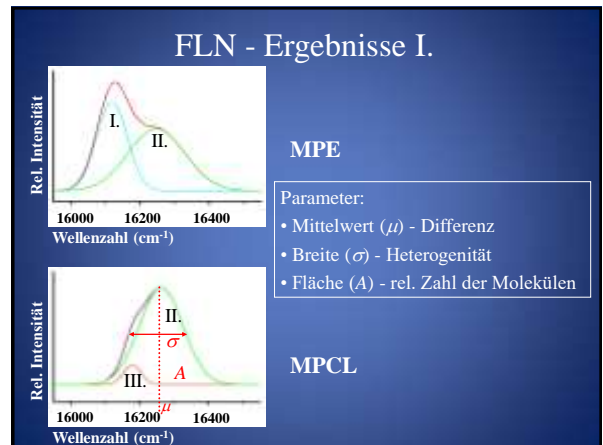 FLN - Ergebnisse I.
Rel. Intensität
I.
II.
16000 16200 16400
Wellenzahl (cm⁻¹)
MPE
Parameter:
• Mittelwert (μ) - Differenz
• Breite (σ) - Heterogenität
• Fläche (A) - rel. Zahl der Molekülen
Rel. Intensität
II.
σ
III.
A
16000 16200 16400
μ
Wellenzahl (cm⁻¹)
MPCL